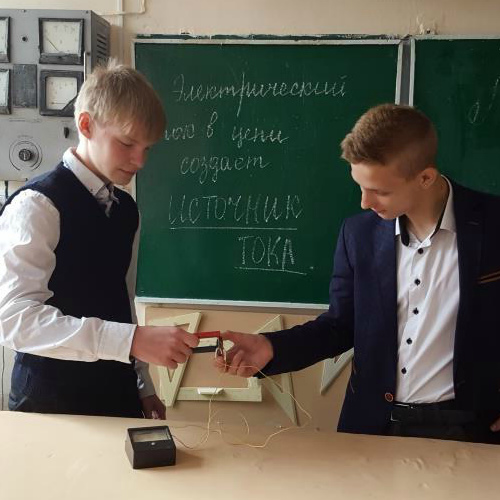 Электрический
ток в цепи
создает
ИСТОЧНИК
ТОКА.